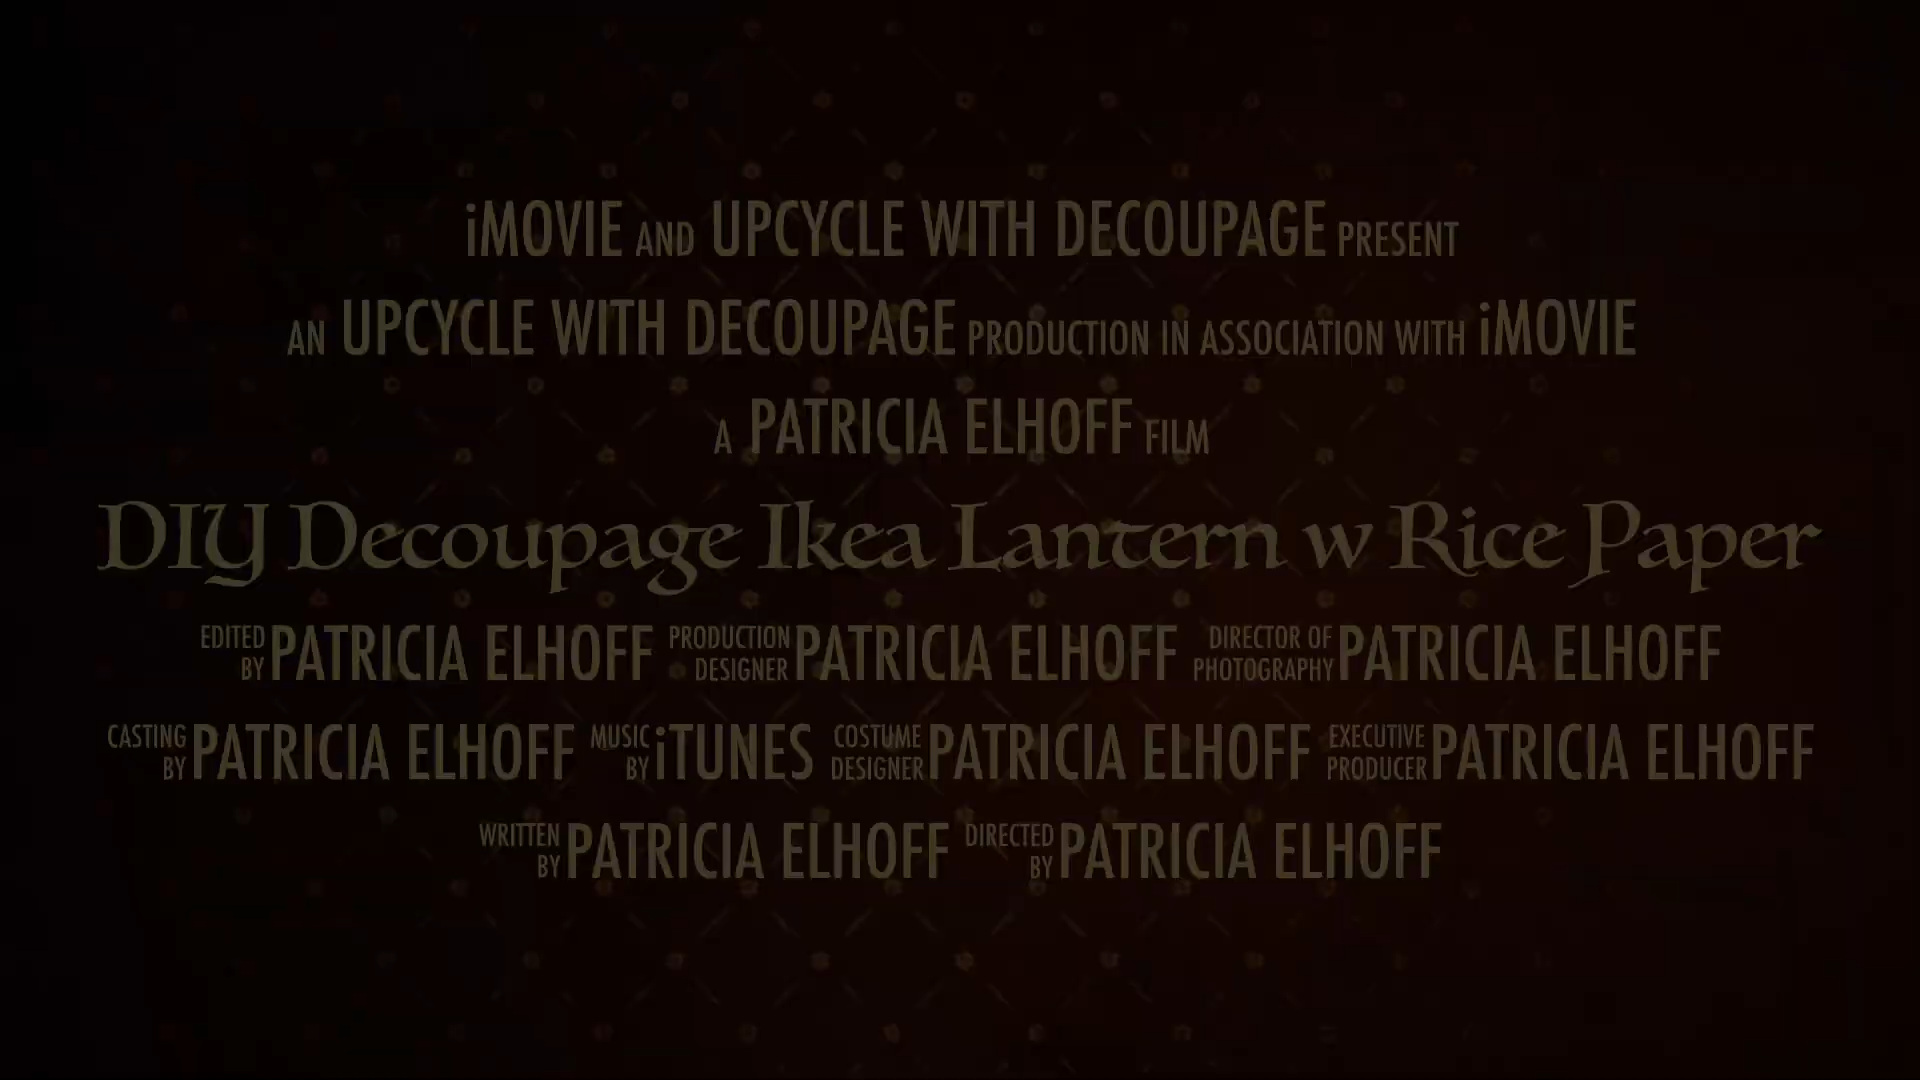 iMOVIE AND UPCYCLE WITH DECOUPAGE PRESENT
AN UPCYCLE WITH DECOUPAGE PRODUCTION IN ASSOCIATION WITH iMOVIE
A PATRICIA ELHOFF FILM
DIY Decoupage Ikea Lantern w Rice Paper
EDITED BY PATRICIA ELHOFF PRODUCTION DESIGNER PATRICIA ELHOFF DIRECTOR OF PHOTOGRAPHY PATRICIA ELHOFF
CASTING BY PATRICIA ELHOFF MUSIC BY iTUNES COSTUME DESIGNER PATRICIA ELHOFF EXECUTIVE PRODUCER PATRICIA ELHOFF
WRITTEN BY PATRICIA ELHOFF DIRECTED BY PATRICIA ELHOFF